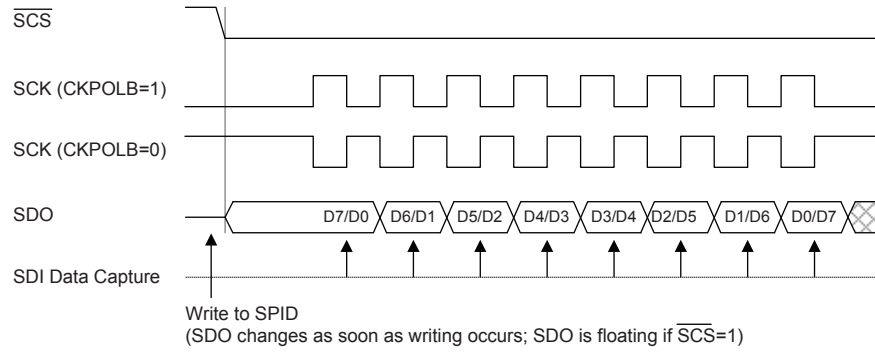 SCS
SCK (CKPOLB=1)
SCK (CKPOLB=0)
SDO
D7/D0 D6/D1 D5/D2 D4/D3 D3/D4 D2/D5 D1/D6 D0/D7
SDI Data Capture
Write to SPID
(SDO changes as soon as writing occurs; SDO is floating if SCS=1)